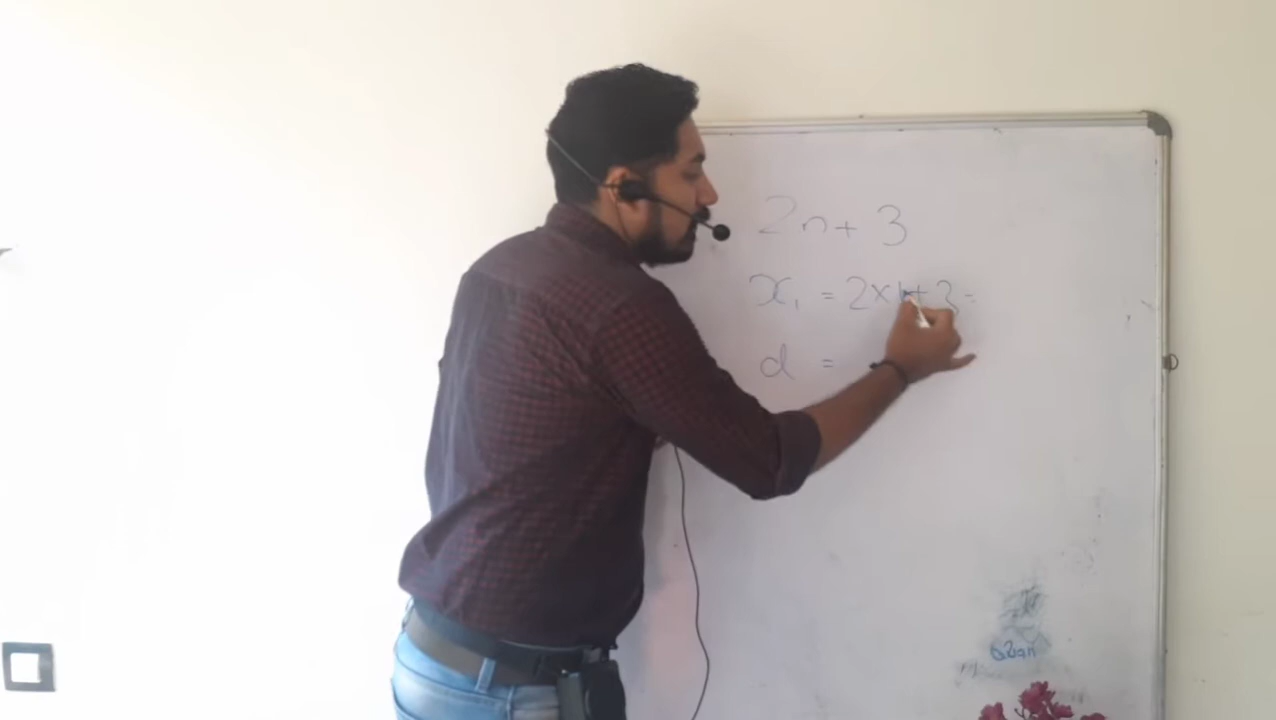 2n + 3
x₁ = 2×1+3 =
d =